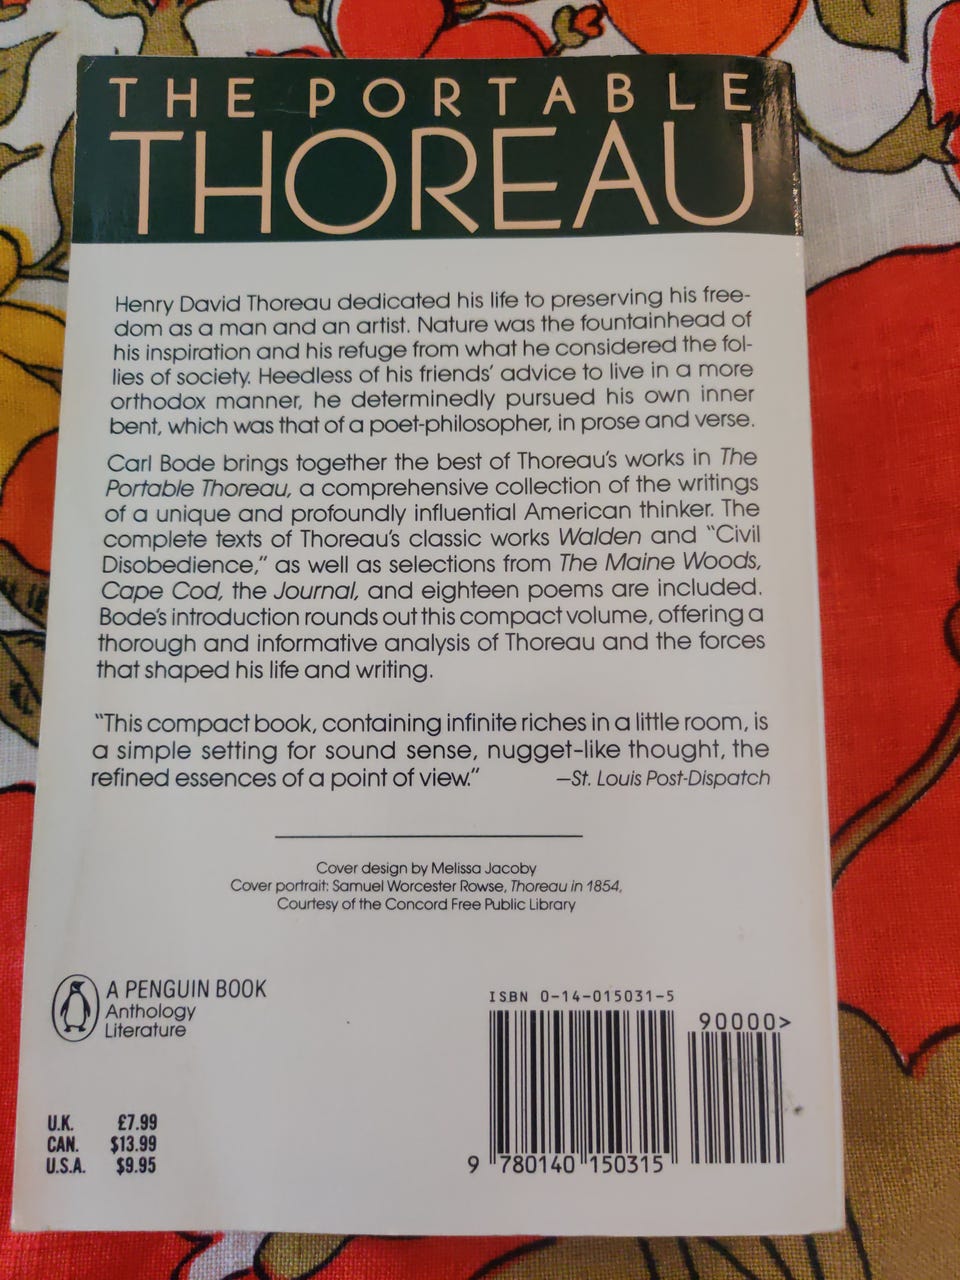 THE PORTABLE
THOREAU
Henry David Thoreau dedicated his life to preserving his free-
dom as a man and an artist. Nature was the fountainhead of
his inspiration and his refuge from what he considered the fol-
lies of society. Heedless of his friends’ advice to live in a more
orthodox manner, he determinedly pursued his own inner
bent, which was that of a poet-philosopher, in prose and verse.
Carl Bode brings together the best of Thoreau’s works in The
Portable Thoreau, a comprehensive collection of the writings
of a unique and profoundly influential American thinker. The
complete texts of Thoreau’s classic works Walden and “Civil
Disobedience,” as well as selections from The Maine Woods,
Cape Cod, the Journal, and eighteen poems are included.
Bode’s introduction rounds out this compact volume, offering a
thorough and informative analysis of Thoreau and the forces
that shaped his life and writing.
“This compact book, containing infinite riches in a little room, is
a simple setting for sound sense, nugget-like thought, the
refined essences of a point of view.” —St. Louis Post-Dispatch
Cover design by Melissa Jacoby
Cover portrait: Samuel Worcester Rowse, Thoreau in 1854,
Courtesy of the Concord Free Public Library
A PENGUIN BOOK
Anthology
Literature
ISBN 0-14-015031-5
90000>
9 780140 150315
U.K. £7.99
CAN. $13.99
U.S.A. $9.95